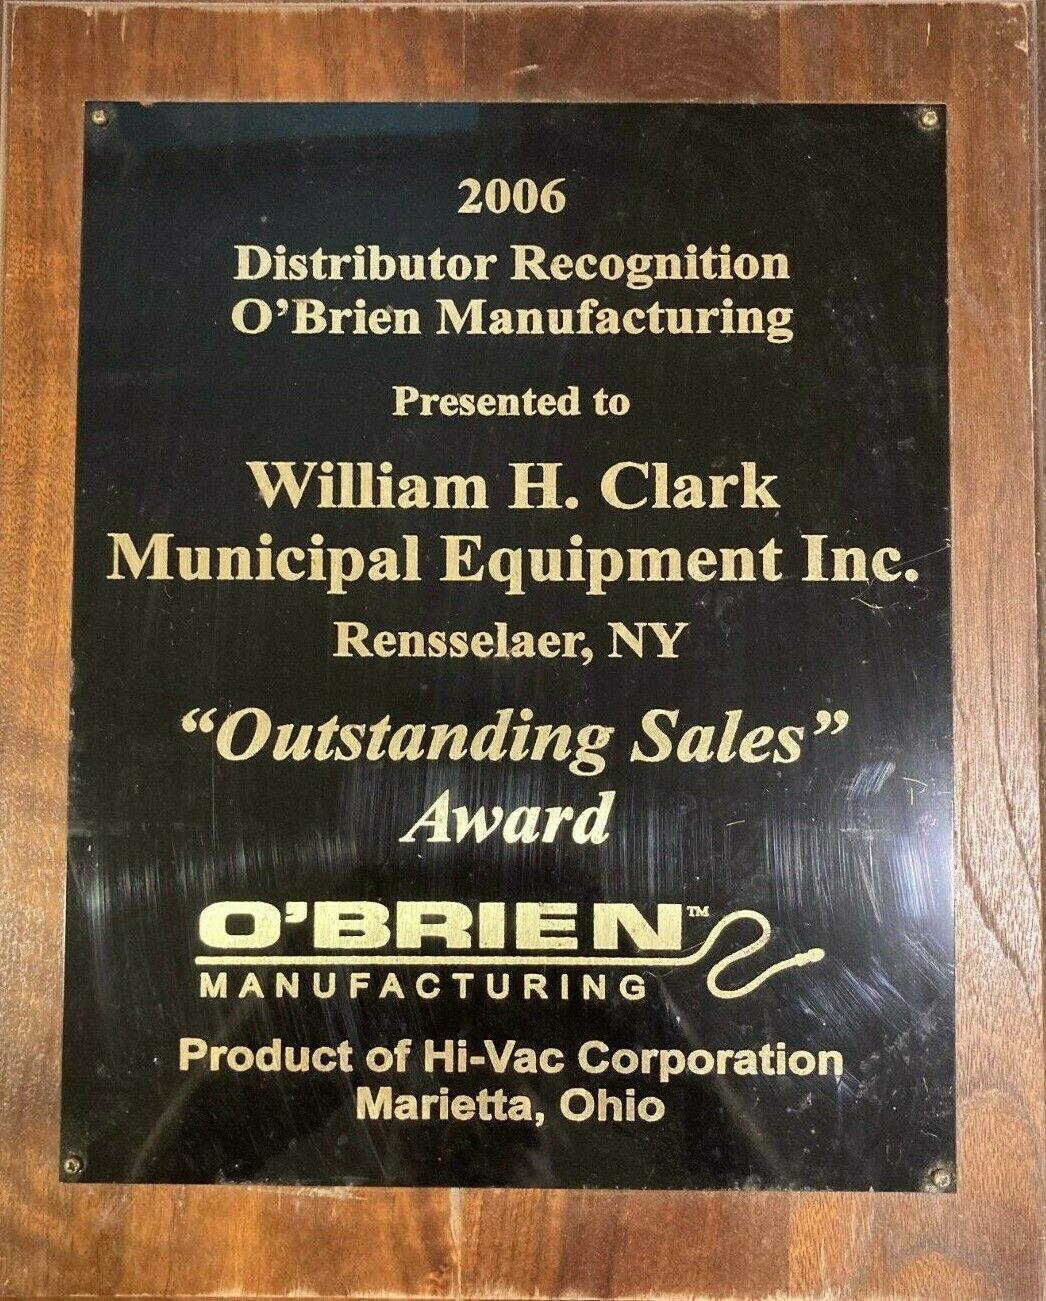 2006
Distributor Recognition
O’Brien Manufacturing
Presented to
William H. Clark
Municipal Equipment Inc.
Rensselaer, NY
“Outstanding Sales”
Award
O’BRIEN™
MANUFACTURING
Product of Hi-Vac Corporation
Marietta, Ohio